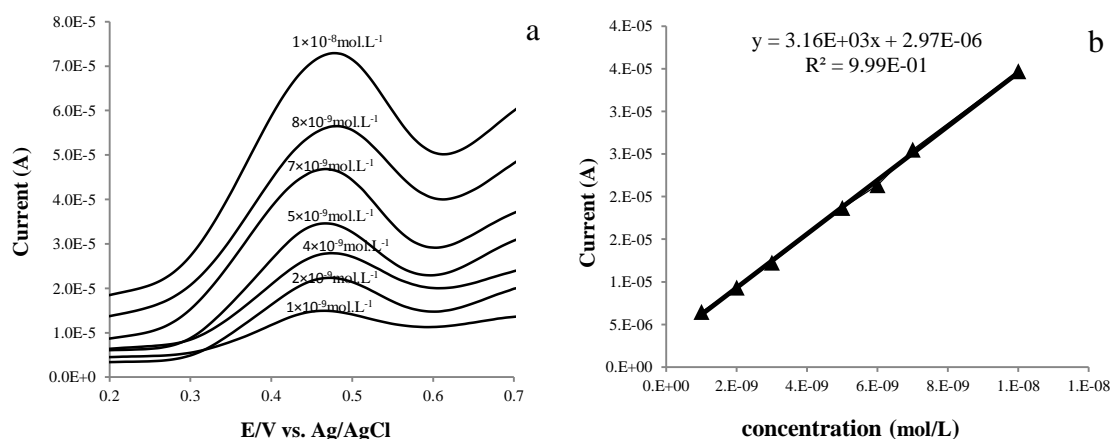 a
8.0E-5
7.0E-5
6.0E-5
5.0E-5
4.0E-5
3.0E-5
2.0E-5
1.0E-5
0.0E+0
Current (A)
1×10⁻⁸mol.L⁻¹
8×10⁻⁹mol.L⁻¹
7×10⁻⁹mol.L⁻¹
5×10⁻⁹mol.L⁻¹
4×10⁻⁹mol.L⁻¹
2×10⁻⁹mol.L⁻¹
1×10⁻⁹mol.L⁻¹
0.2 0.3 0.4 0.5 0.6 0.7
E/V vs. Ag/AgCl
b
y = 3.16E+03x + 2.97E-06
R² = 9.99E-01
4.E-05
4.E-05
3.E-05
3.E-05
2.E-05
2.E-05
1.E-05
5.E-06
0.E+00
Current (A)
0.E+00 2.E-09 4.E-09 6.E-09 8.E-09 1.E-08 1.E-08
concentration (mol/L)